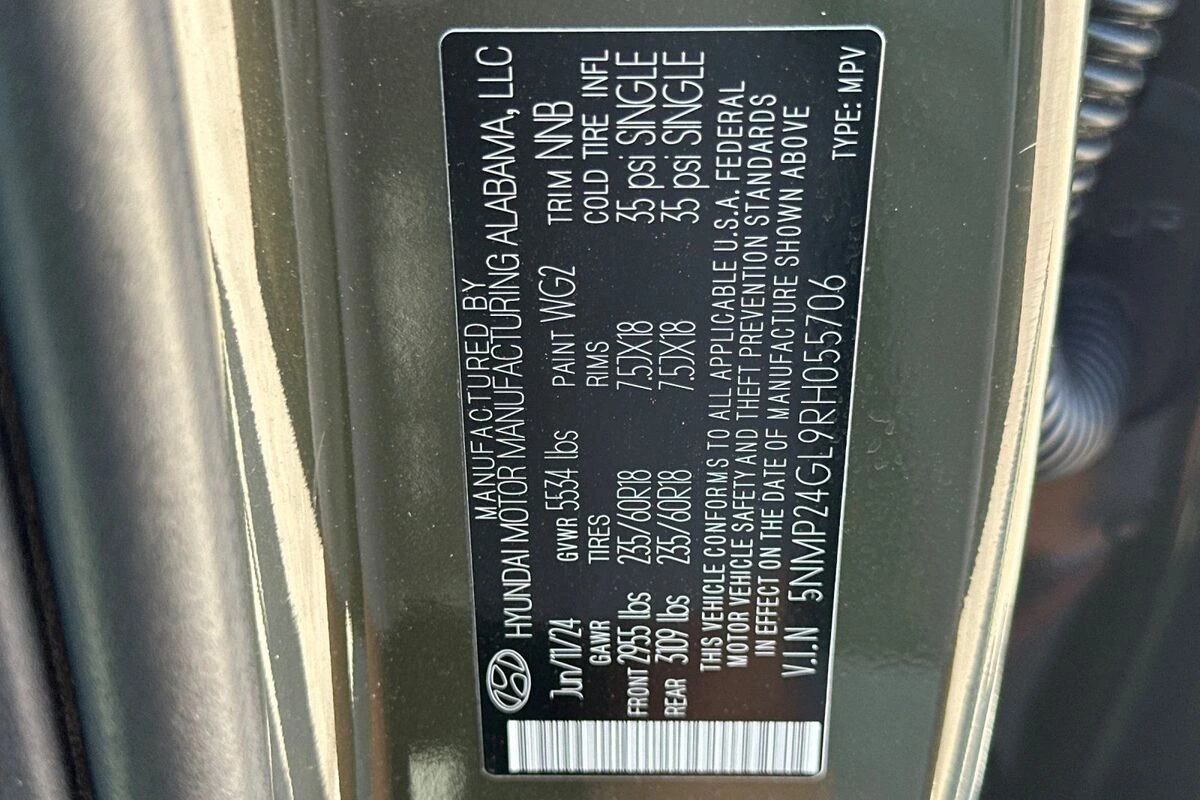 MANUFACTURED BY
HYUNDAI MOTOR MANUFACTURING ALABAMA, LLC
Jun/11/24 GVWR 5534 lbs PAINT WG2 TRIM NNB
GAWR TIRES RIMS COLD TIRE INFL
FRONT 2955 lbs 235/60R18 7.5JX18 35 psi SINGLE
REAR 3109 lbs 235/60R18 7.5JX18 35 psi SINGLE
THIS VEHICLE CONFORMS TO ALL APPLICABLE U.S.A. FEDERAL
MOTOR VEHICLE SAFETY AND THEFT PREVENTION STANDARDS
IN EFFECT ON THE DATE OF MANUFACTURE SHOWN ABOVE
V.I.N 5NMP24GL9RH055706
TYPE: MPV